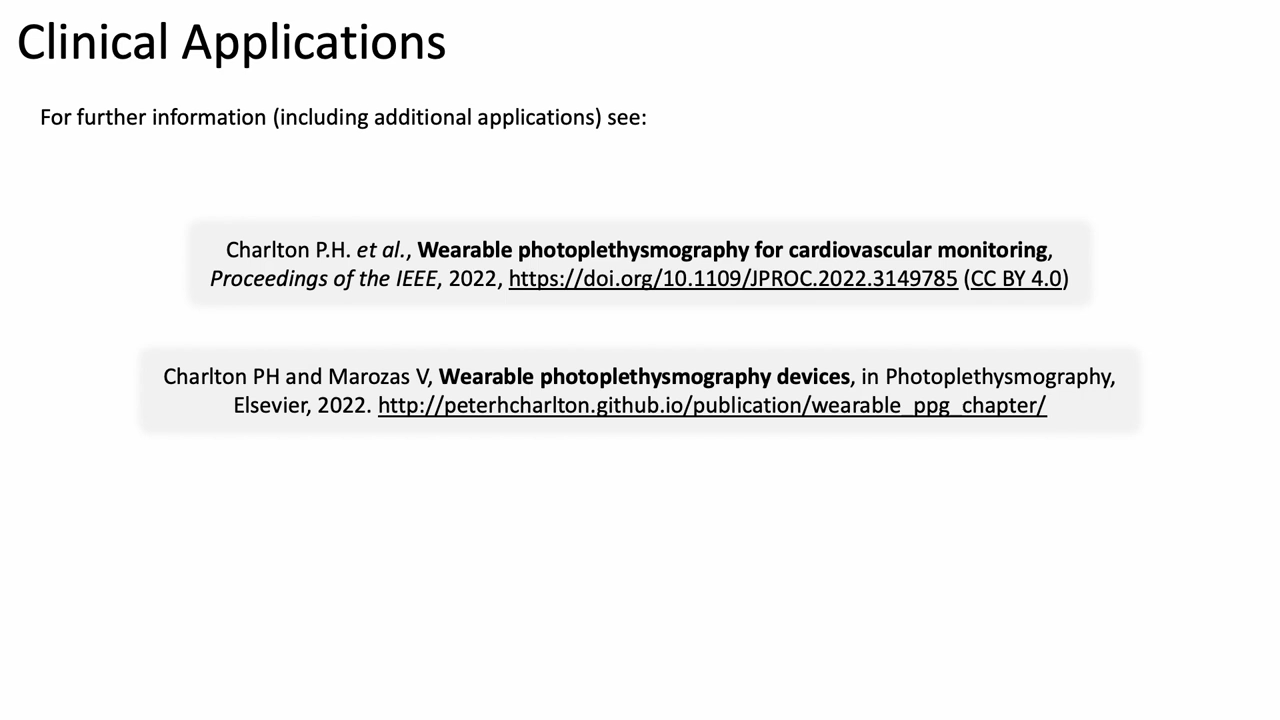 Clinical Applications
For further information (including additional applications) see:
Charlton P.H. et al., Wearable photoplethysmography for cardiovascular monitoring,
Proceedings of the IEEE, 2022, https://doi.org/10.1109/JPROC.2022.3149785 (CC BY 4.0)
Charlton PH and Marozas V, Wearable photoplethysmography devices, in Photoplethysmography,
Elsevier, 2022. http://peterhcharlton.github.io/publication/wearable_ppg_chapter/